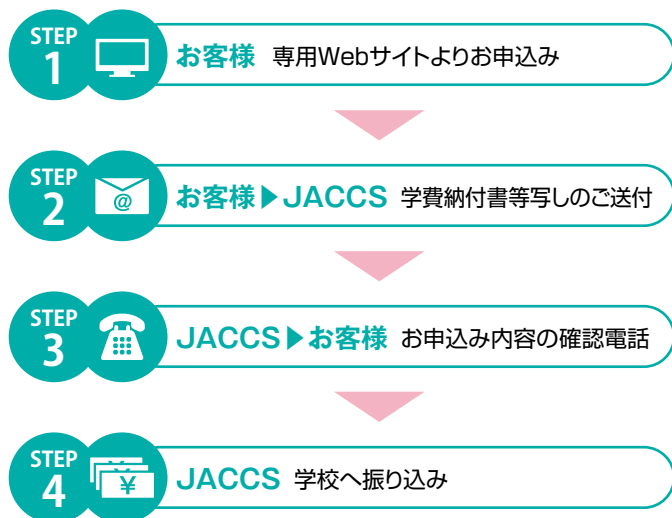 STEP
1
お客様 専用Webサイトよりお申込み
STEP
2
@
お客様▶JACCS 学費納付書等写しのご送付
STEP
3
JACCS▶お客様 お申込み内容の確認電話
STEP
4
¥
JACCS 学校へ振り込み